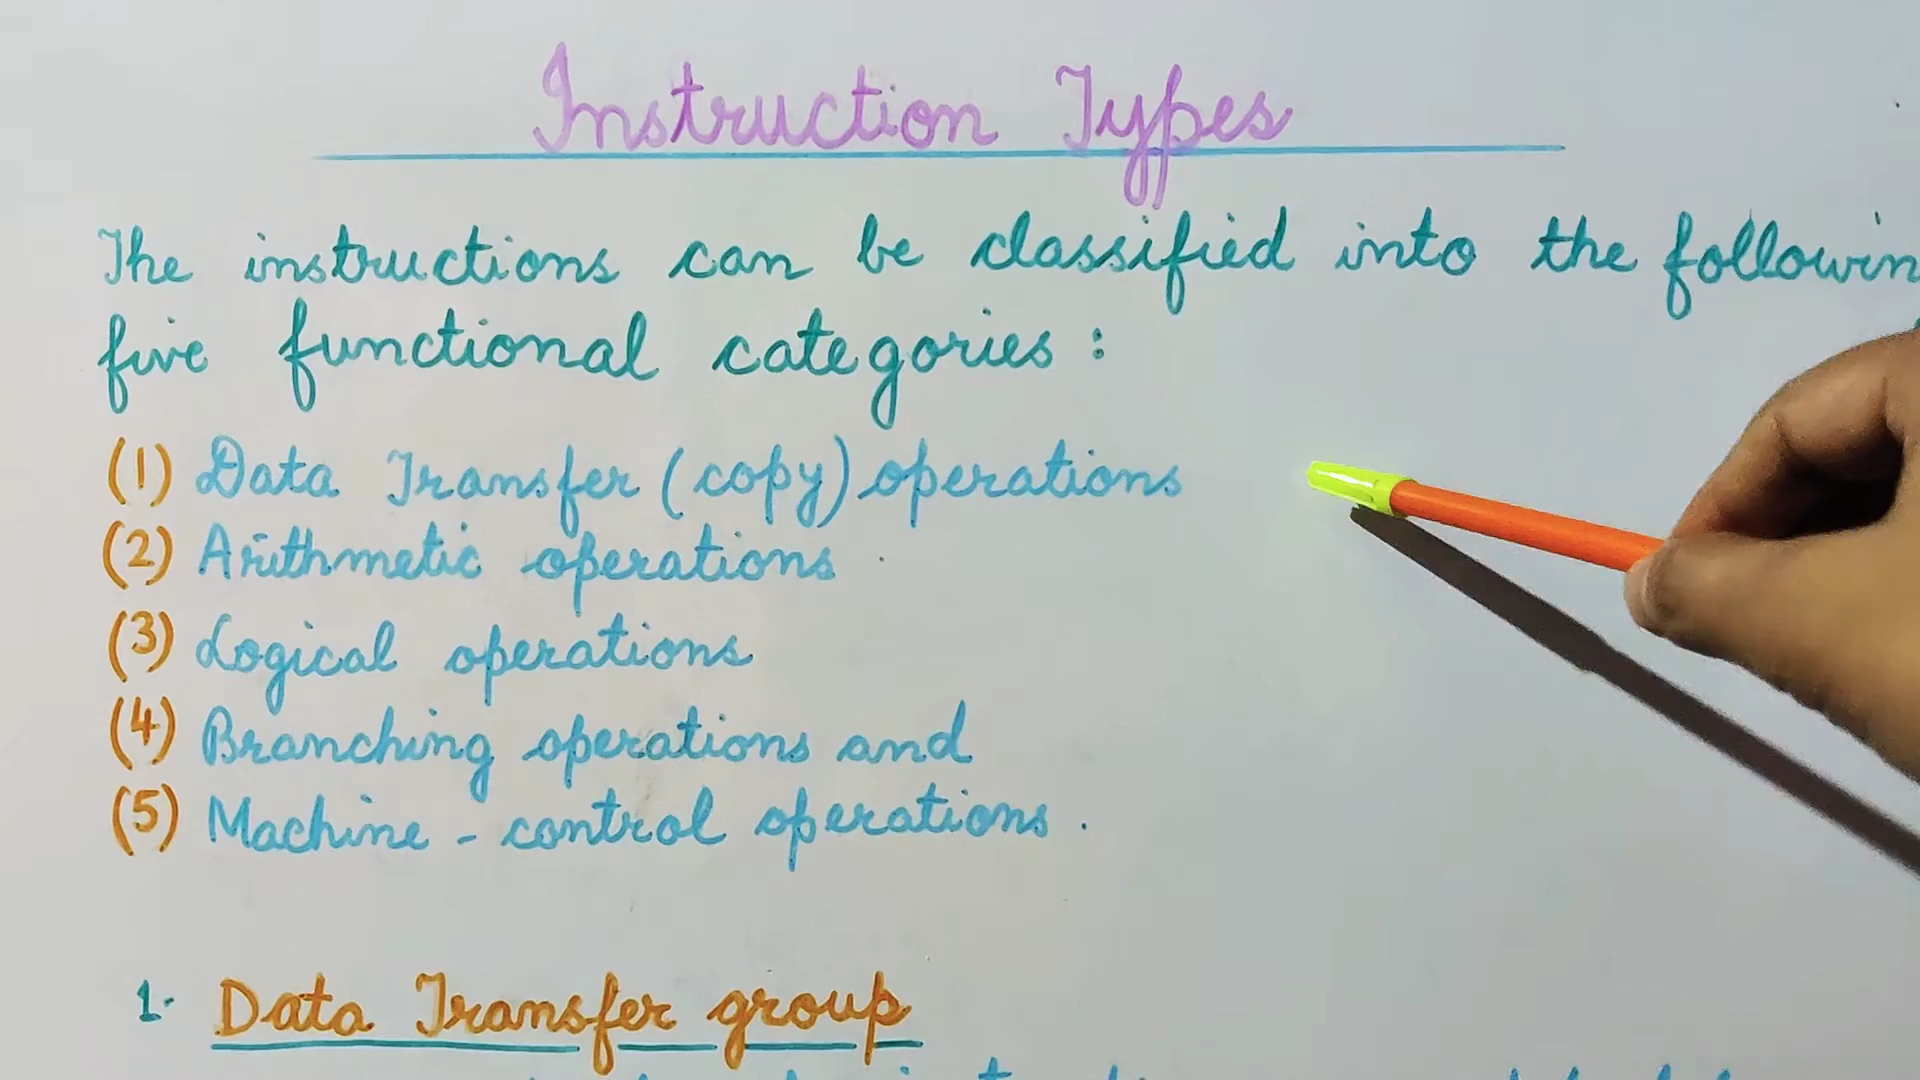 Instruction Types
The instructions can be classified into the followin
five functional categories :
(1) Data Transfer (copy) operations
(2) Arithmetic operations
(3) Logical operations
(4) Branching operations and
(5) Machine - control operations .
1. Data Transfer group